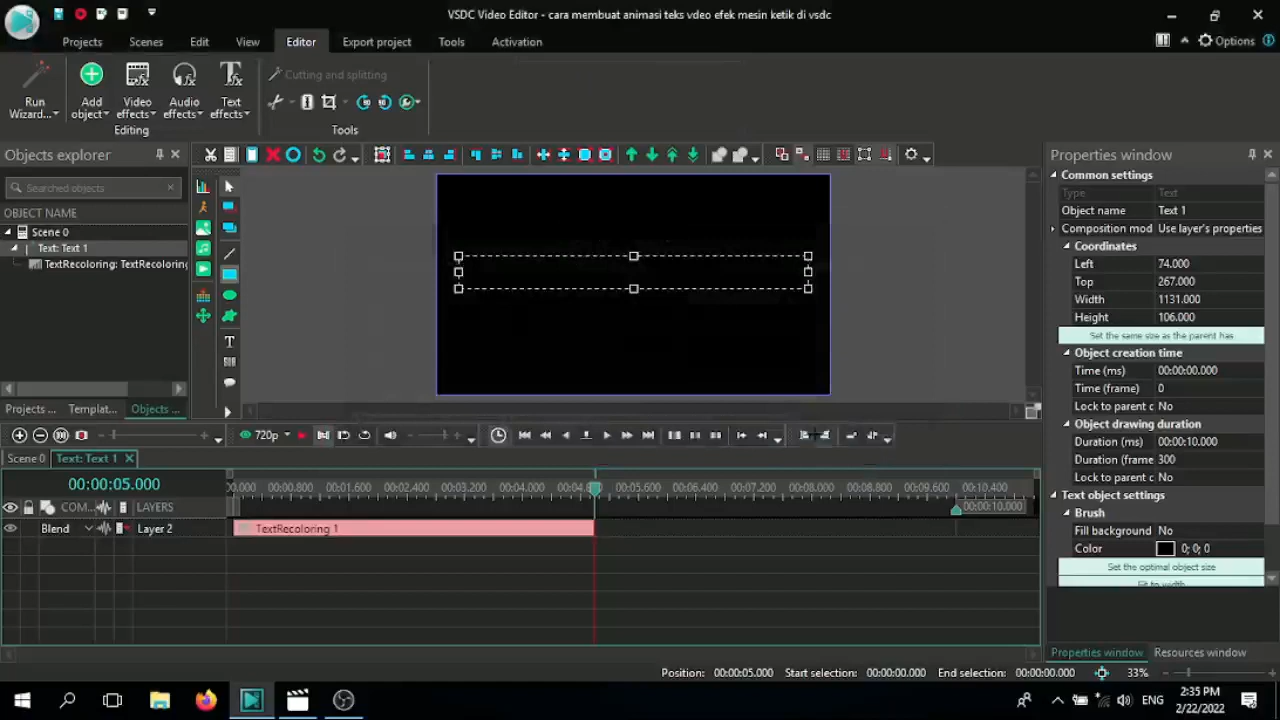 VSDC Video Editor - cara membuat animasi teks vdeo efek mesin ketik di vsdc
Projects Scenes Edit View Editor Export project Tools Activation
Options
Run Wizard...
Add object
Video effects
Audio effects
Text effects
Cutting and splitting
Editing
Tools
Objects explorer
Searched objects
OBJECT NAME
Scene 0
Text: Text 1
TextRecoloring: TextRecoloring
Projects ... Templat... Objects ...
Properties window
Common settings
Type Text
Object name Text 1
Composition mod Use layer's properties
Coordinates
Left 74.000
Top 267.000
Width 1131.000
Height 106.000
Set the same size as the parent has
Object creation time
Time (ms) 00:00:00.000
Time (frame) 0
Lock to parent c No
Object drawing duration
Duration (ms) 00:00:10.000
Duration (frame 300
Lock to parent c No
Text object settings
Brush
Fill background No
Color 0; 0; 0
Set the optimal object size
Fit to width
Properties window Resources window
720p
Scene 0 Text: Text 1
00:00:05.000
0.000 00:00.800 00:01.600 00:02.400 00:03.200 00:04.000 00:04.8 00:05.600 00:06.400 00:07.200 00:08.000 00:08.800 00:09.600 00:10.400
00:00:10.000
COM... LAYERS
Blend Layer 2
TextRecoloring 1
Position: 00:00:05.000 Start selection: 00:00:00.000 End selection: 00:00:00.000 33%
ENG
2:35 PM
2/22/2022